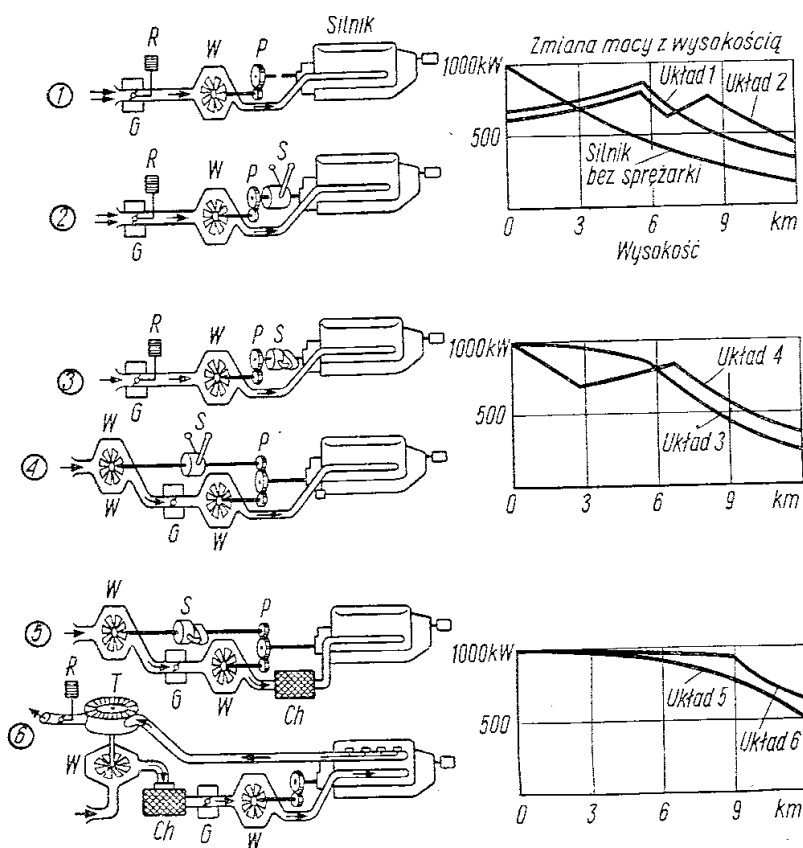 Silnik
R
W
P
1
G
R
W
P
S
2
G
Zmiana mocy z wysokością
1000kW
Układ 1
Układ 2
500
Silnik
bez sprężarki
0
3
6
9
km
Wysokość
R
W
P
S
3
G
W
S
P
4
W
G
W
1000kW
Układ 4
500
Układ 3
0
3
6
9
km
W
S
P
5
G
W
Ch
R
T
6
W
Ch
G
W
1000kW
500
Układ 5
Układ 6
0
3
6
9
km